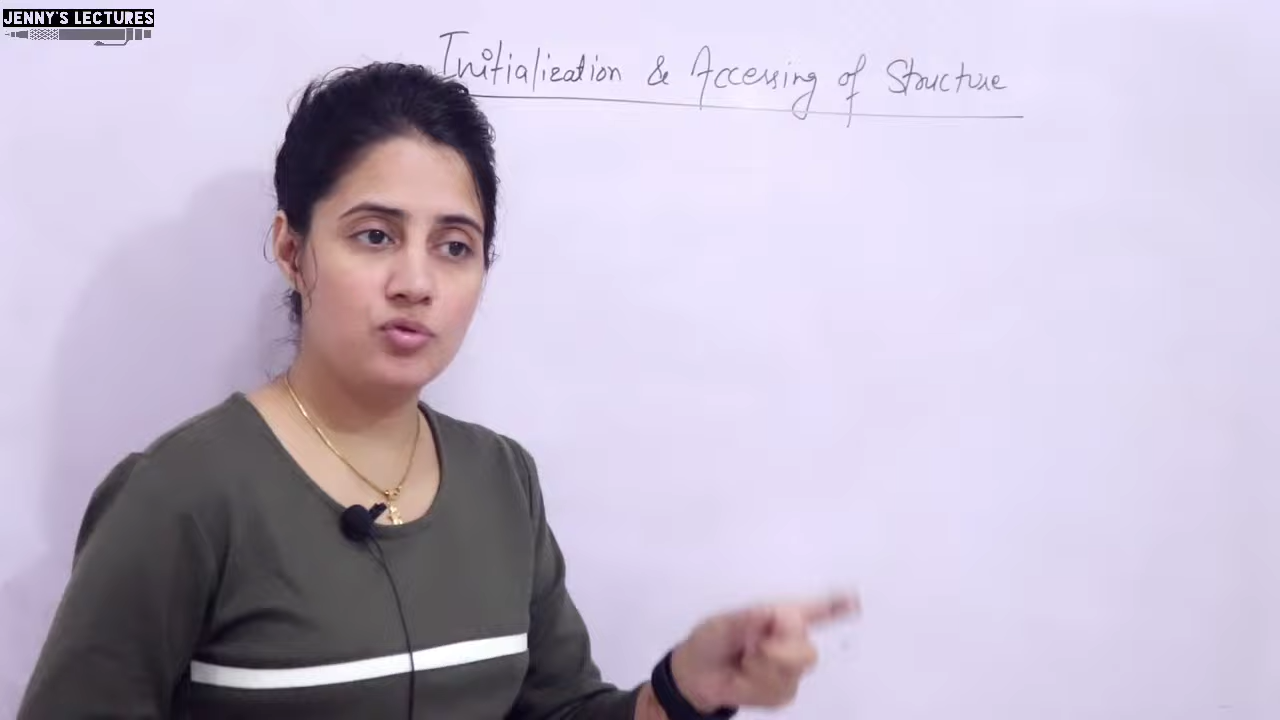 JENNY'S LECTURES
Initialization & Accessing of Structure